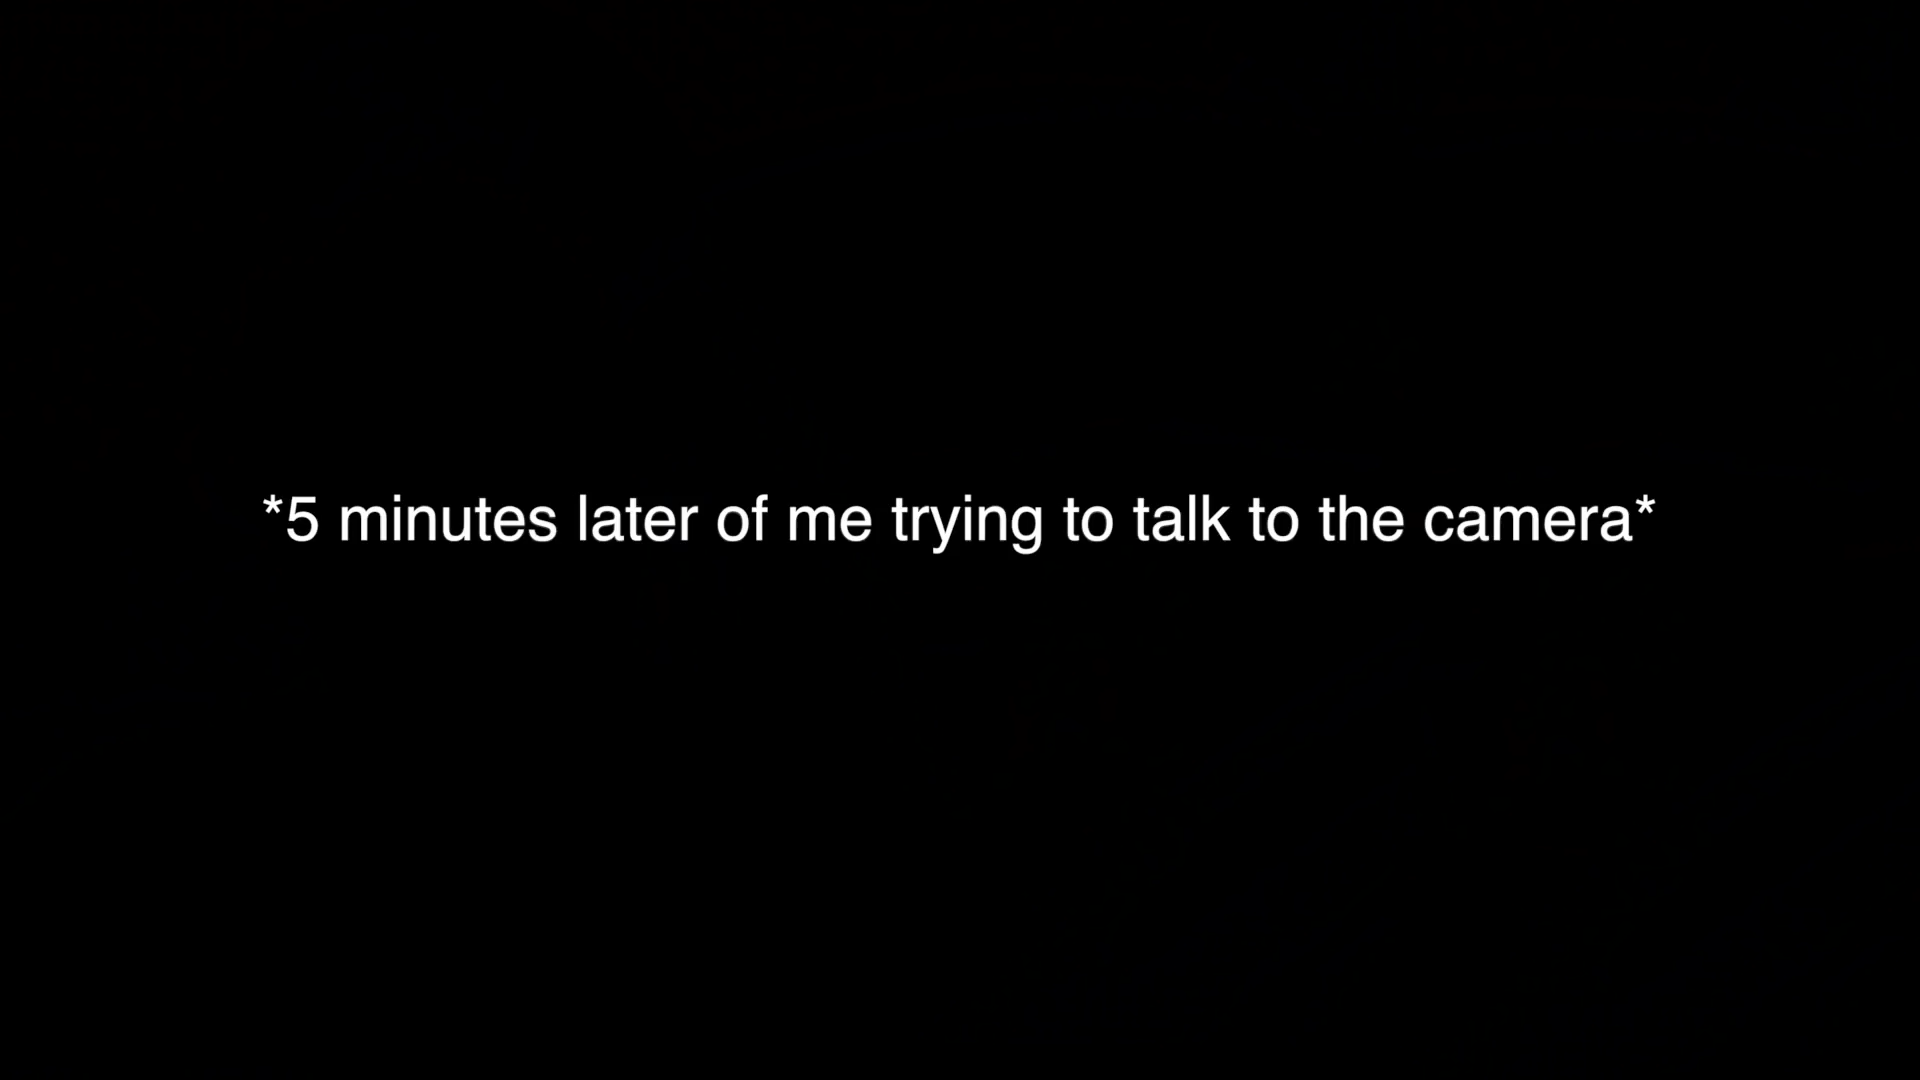 *5 minutes later of me trying to talk to the camera*